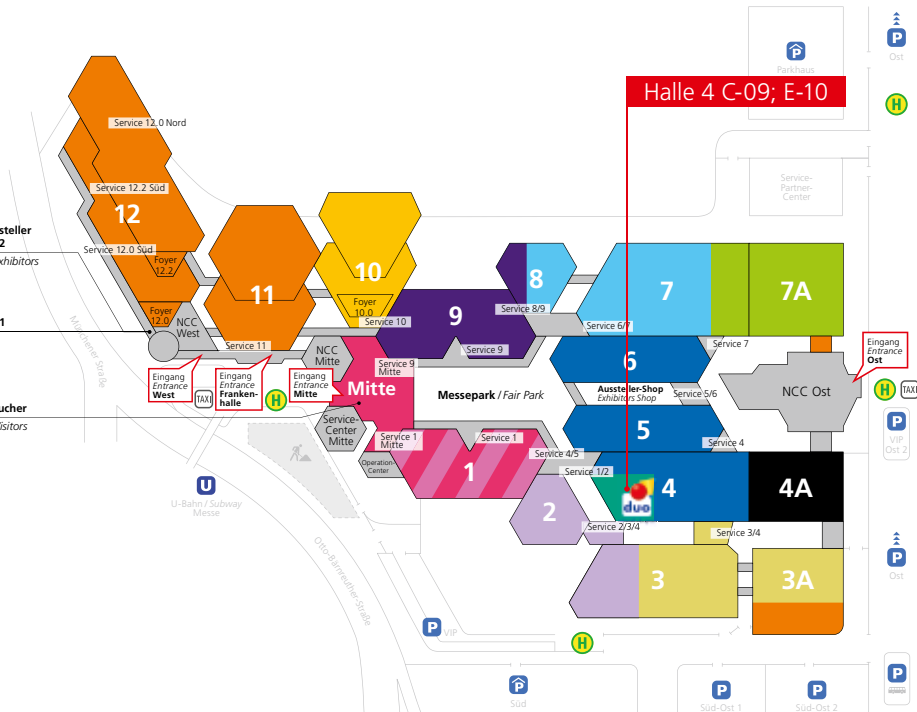 Ost
Parkhaus
Halle 4 C-09; E-10
Service-
Partner-
Center
Service 12.0 Nord
Service 12.2 Süd
12
Service 12.0 Süd
Foyer
12.2
Foyer
12.0
11
10
Foyer
10.0
Service 10
9
Service 9
8
Service 8/9
7
7A
Service 6/7
Service 7
steller
2
xhibitors
1
ucher
isitors
Münchener Straße
NCC
West
Service 11
NCC
Mitte
Service 9
Mitte
Mitte
Messepark / Fair Park
6
Aussteller-Shop
Exhibitors Shop
Service 5/6
NCC Ost
Eingang
Entrance
Ost
Eingang
Entrance
West
TAXI
Eingang
Entrance
Franken-
halle
H
Eingang
Entrance
Mitte
H
TAXI
P
VIP
Ost 2
Service-
Center
Mitte
Operation-
Center
Service 1
Mitte
Service 1
1
5
Service 4
Service 4/5
Service 1/2
4
4A
duo
2
Service 2/3/4
Service 3/4
3
3A
U
U-Bahn / Subway
Messe
Otto-Bärnreuther-Straße
P
Ost
P
VIP
H
P
Süd
P
Süd-Ost 1
P
Süd-Ost 2
P
P
H
P